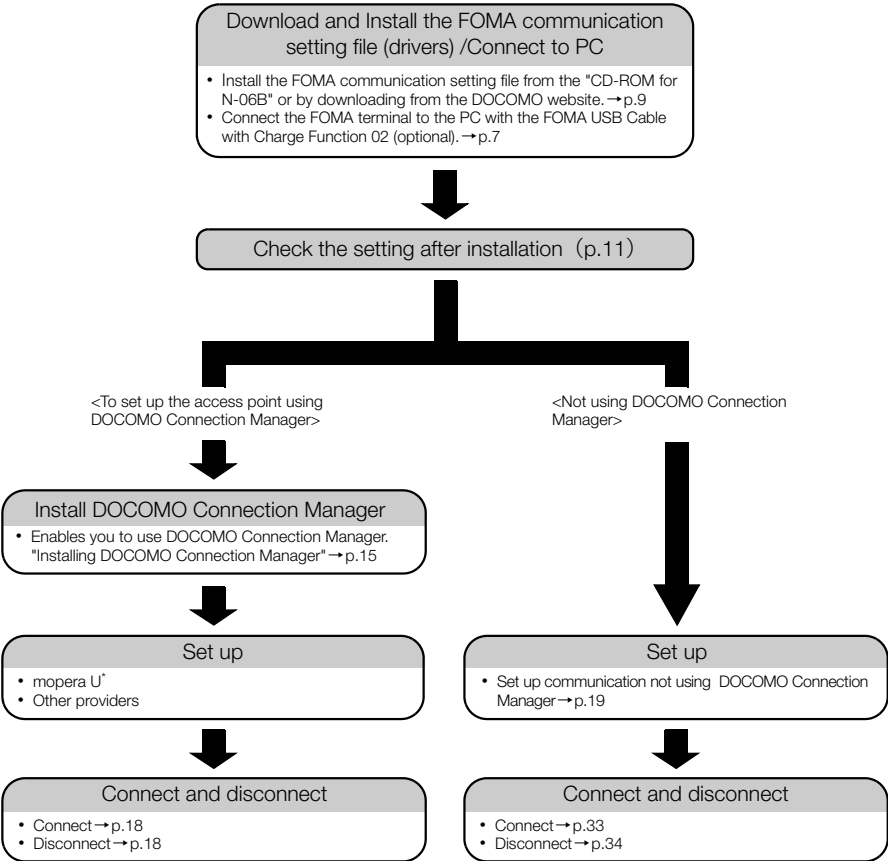 Download and Install the FOMA communication
setting file (drivers) /Connect to PC
• Install the FOMA communication setting file from the "CD-ROM for
N-06B" or by downloading from the DOCOMO website.→p.9
• Connect the FOMA terminal to the PC with the FOMA USB Cable
with Charge Function 02 (optional).→p.7
Check the setting after installation（p.11）
<To set up the access point using
DOCOMO Connection Manager>
<Not using DOCOMO Connection
Manager>
Install DOCOMO Connection Manager
• Enables you to use DOCOMO Connection Manager.
"Installing DOCOMO Connection Manager"→p.15
Set up
• mopera U*
• Other providers
Set up
• Set up communication not using DOCOMO Connection
Manager→p.19
Connect and disconnect
• Connect→p.18
• Disconnect→p.18
Connect and disconnect
• Connect→p.33
• Disconnect→p.34